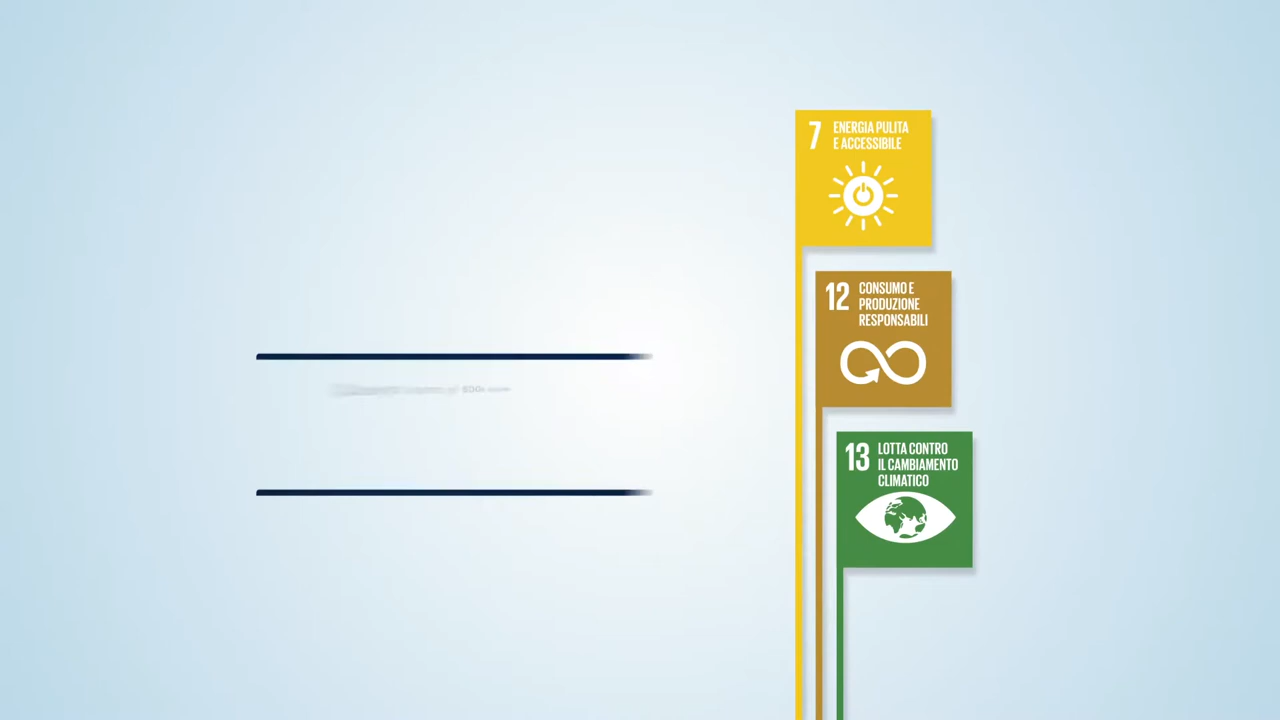 7
ENERGIA PULITA
E ACCESSIBILE
12
CONSUMO E
PRODUZIONE
RESPONSABILI
13
LOTTA CONTRO
IL CAMBIAMENTO
CLIMATICO